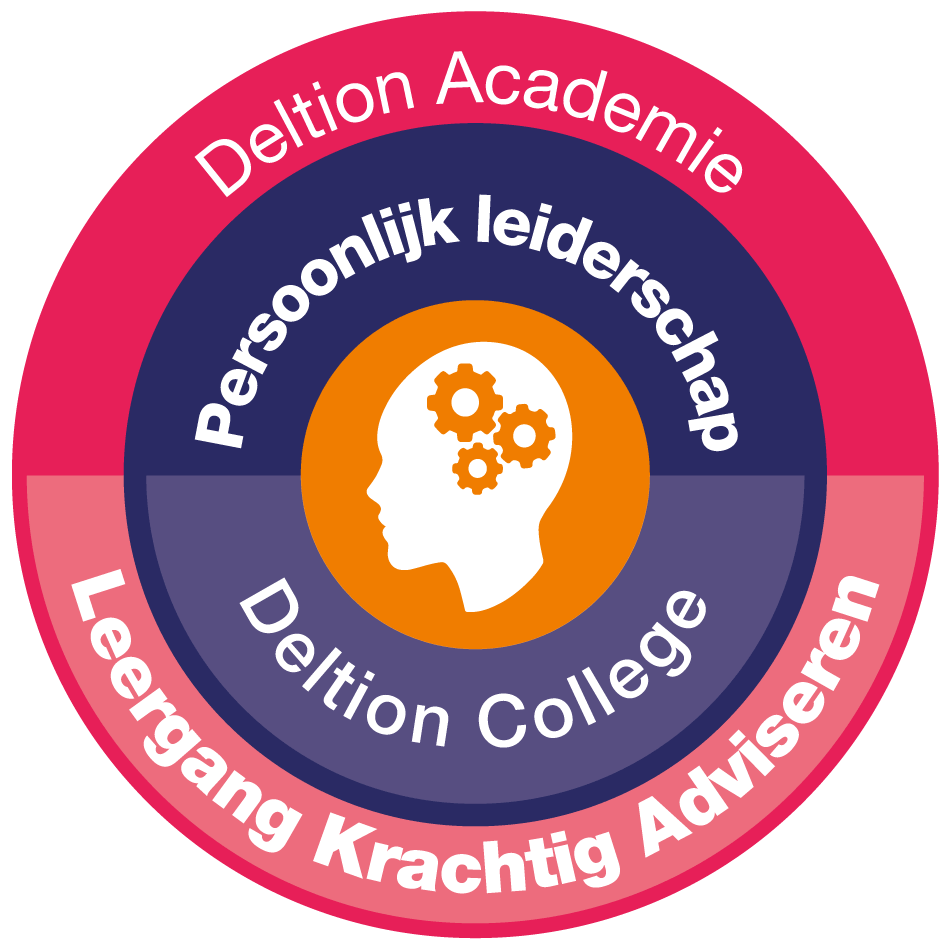 Deltion Academie
Persoonlijk leiderschap
Deltion College
Leergang Krachtig Adviseren